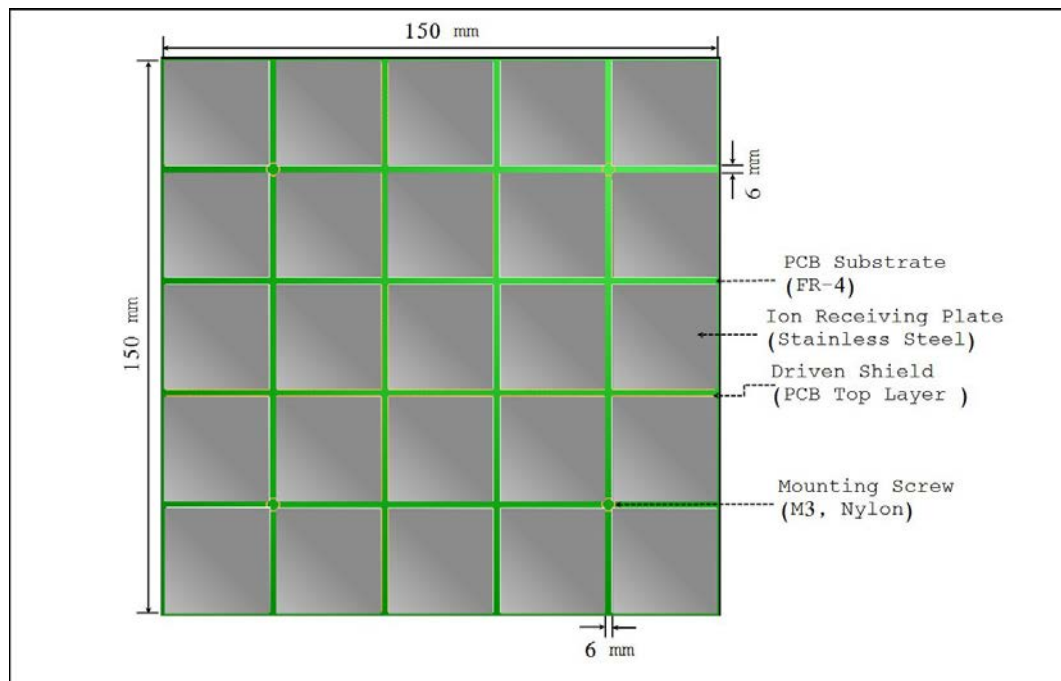 150 mm
150 mm
6 mm
PCB Substrate
(FR-4)
Ion Receiving Plate
(Stainless Steel)
Driven Shield
(PCB Top Layer )
Mounting Screw
(M3, Nylon)
6 mm